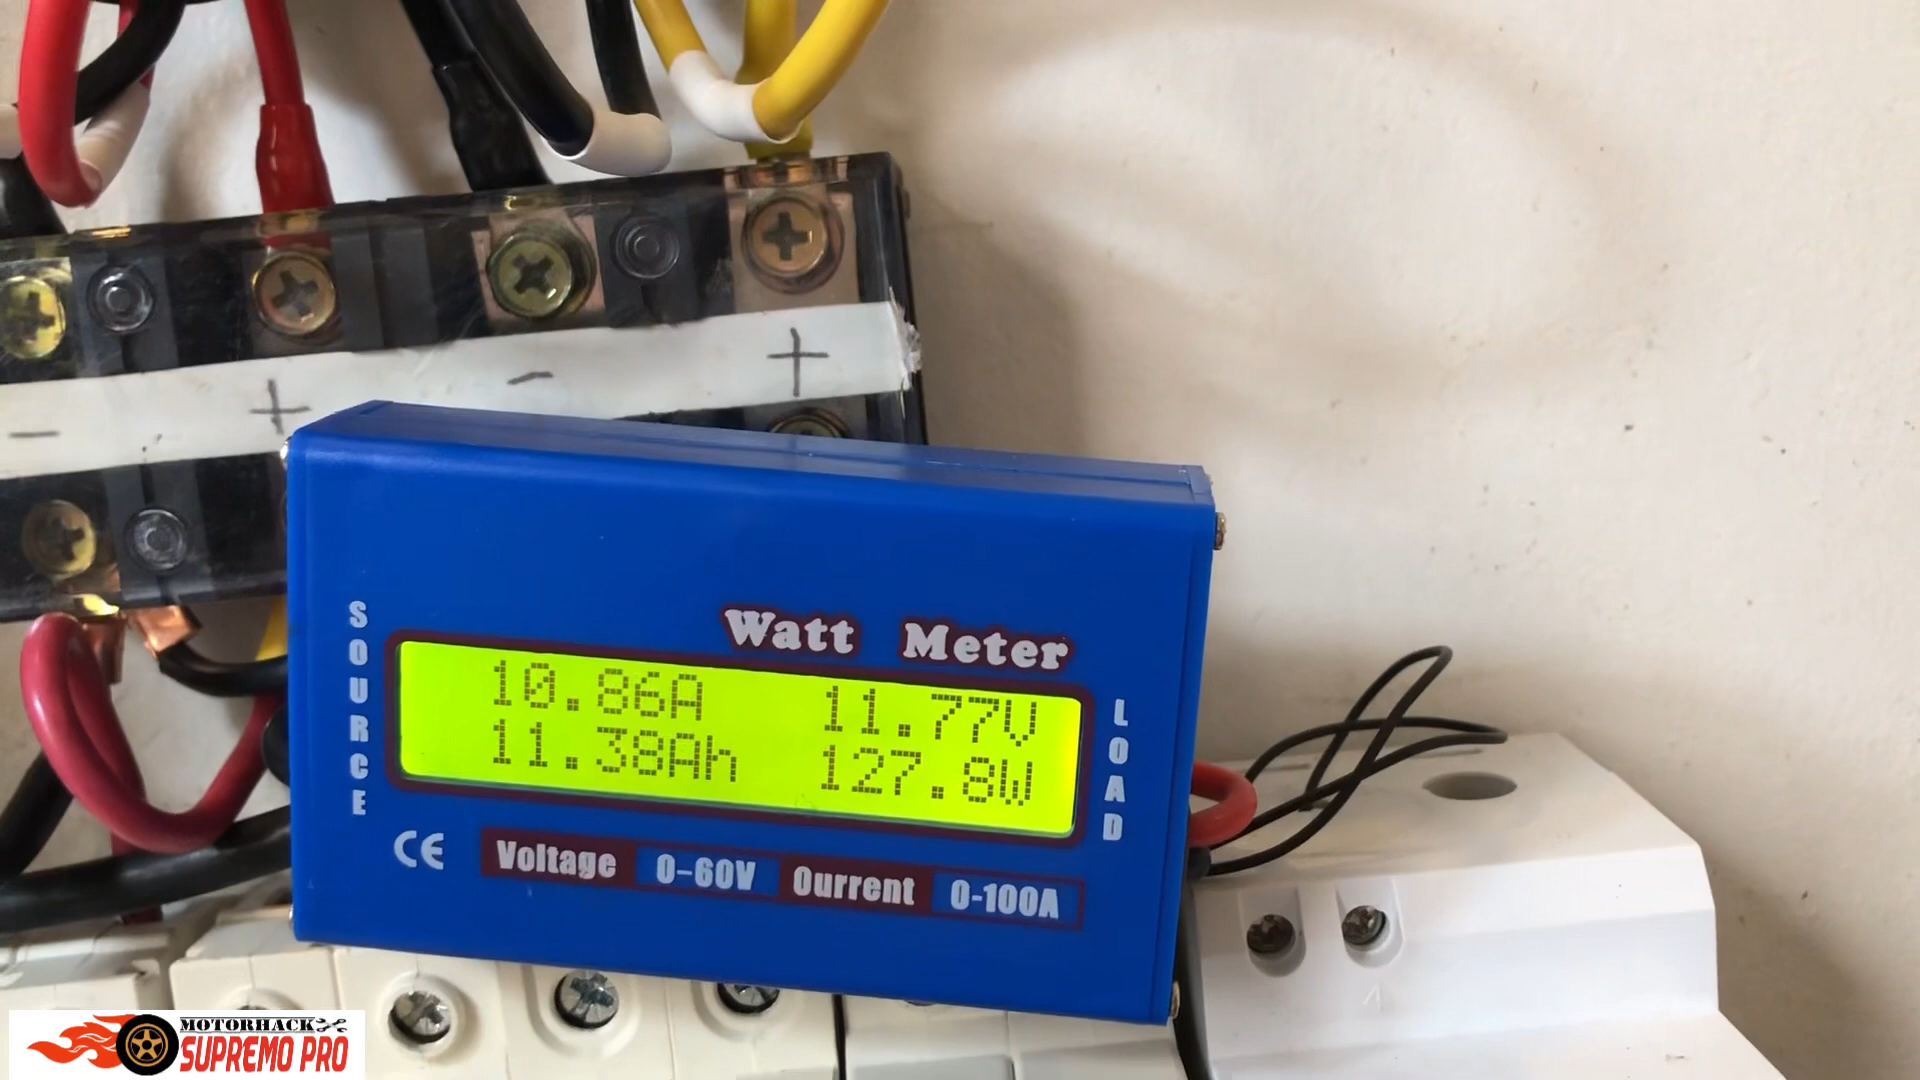 - + - +
Watt Meter
SOURCE
10.86A 11.77V
11.38Ah 127.8W
LOAD
CE
Voltage 0-60V Ourrent 0-100A
MOTORHACK
SUPREMO PRO